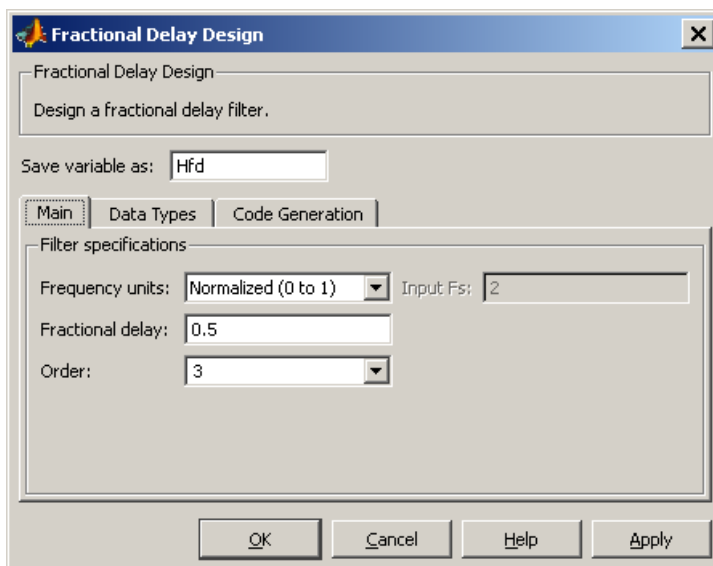 Fractional Delay Design
Fractional Delay Design
Design a fractional delay filter.
Save variable as: Hfd
Main Data Types Code Generation
Filter specifications
Frequency units: Normalized (0 to 1) Input Fs: 2
Fractional delay: 0.5
Order: 3
OK Cancel Help Apply